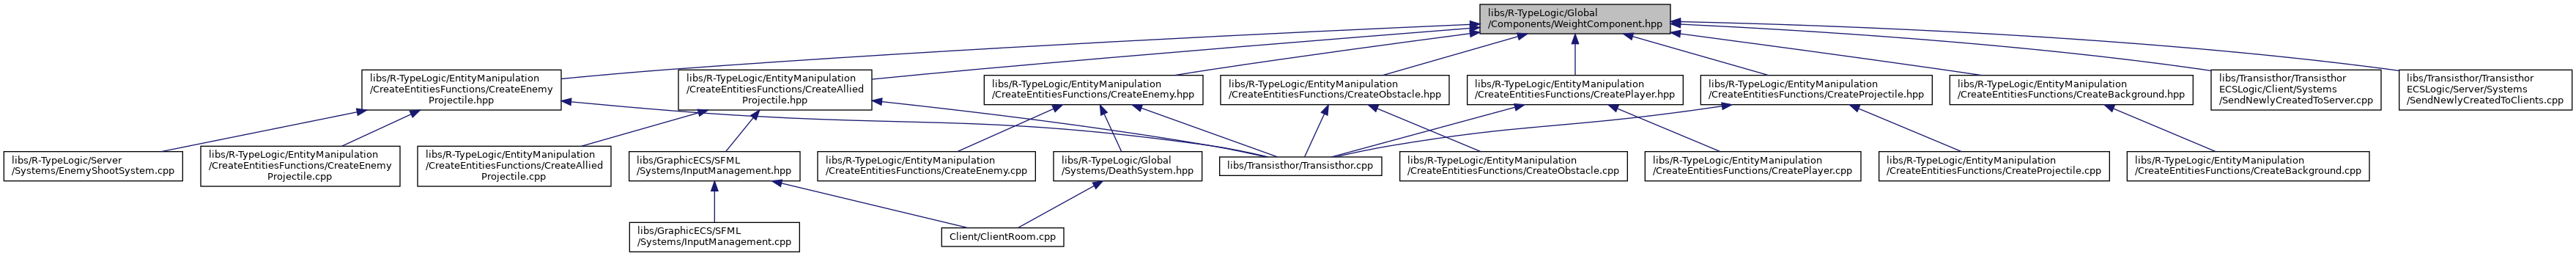 libs/R-TypeLogic/Global
/Components/WeightComponent.hpp
libs/R-TypeLogic/EntityManipulation
/CreateEntitiesFunctions/CreateEnemy
Projectile.hpp
libs/R-TypeLogic/EntityManipulation
/CreateEntitiesFunctions/CreateAllied
Projectile.hpp
libs/R-TypeLogic/EntityManipulation
/CreateEntitiesFunctions/CreateEnemy.hpp
libs/R-TypeLogic/EntityManipulation
/CreateEntitiesFunctions/CreateObstacle.hpp
libs/R-TypeLogic/EntityManipulation
/CreateEntitiesFunctions/CreatePlayer.hpp
libs/R-TypeLogic/EntityManipulation
/CreateEntitiesFunctions/CreateProjectile.hpp
libs/R-TypeLogic/EntityManipulation
/CreateEntitiesFunctions/CreateBackground.hpp
libs/Transisthor/Transisthor
ECSLogic/Client/Systems
/SendNewlyCreatedToServer.cpp
libs/Transisthor/Transisthor
ECSLogic/Server/Systems
/SendNewlyCreatedToClients.cpp
libs/R-TypeLogic/Server
/Systems/EnemyShootSystem.cpp
libs/R-TypeLogic/EntityManipulation
/CreateEntitiesFunctions/CreateEnemy
Projectile.cpp
libs/R-TypeLogic/EntityManipulation
/CreateEntitiesFunctions/CreateAllied
Projectile.cpp
libs/GraphicECS/SFML
/Systems/InputManagement.hpp
libs/R-TypeLogic/EntityManipulation
/CreateEntitiesFunctions/CreateEnemy.cpp
libs/R-TypeLogic/Global
/Systems/DeathSystem.hpp
libs/Transisthor/Transisthor.cpp
libs/R-TypeLogic/EntityManipulation
/CreateEntitiesFunctions/CreateObstacle.cpp
libs/R-TypeLogic/EntityManipulation
/CreateEntitiesFunctions/CreatePlayer.cpp
libs/R-TypeLogic/EntityManipulation
/CreateEntitiesFunctions/CreateProjectile.cpp
libs/R-TypeLogic/EntityManipulation
/CreateEntitiesFunctions/CreateBackground.cpp
libs/GraphicECS/SFML
/Systems/InputManagement.cpp
Client/ClientRoom.cpp